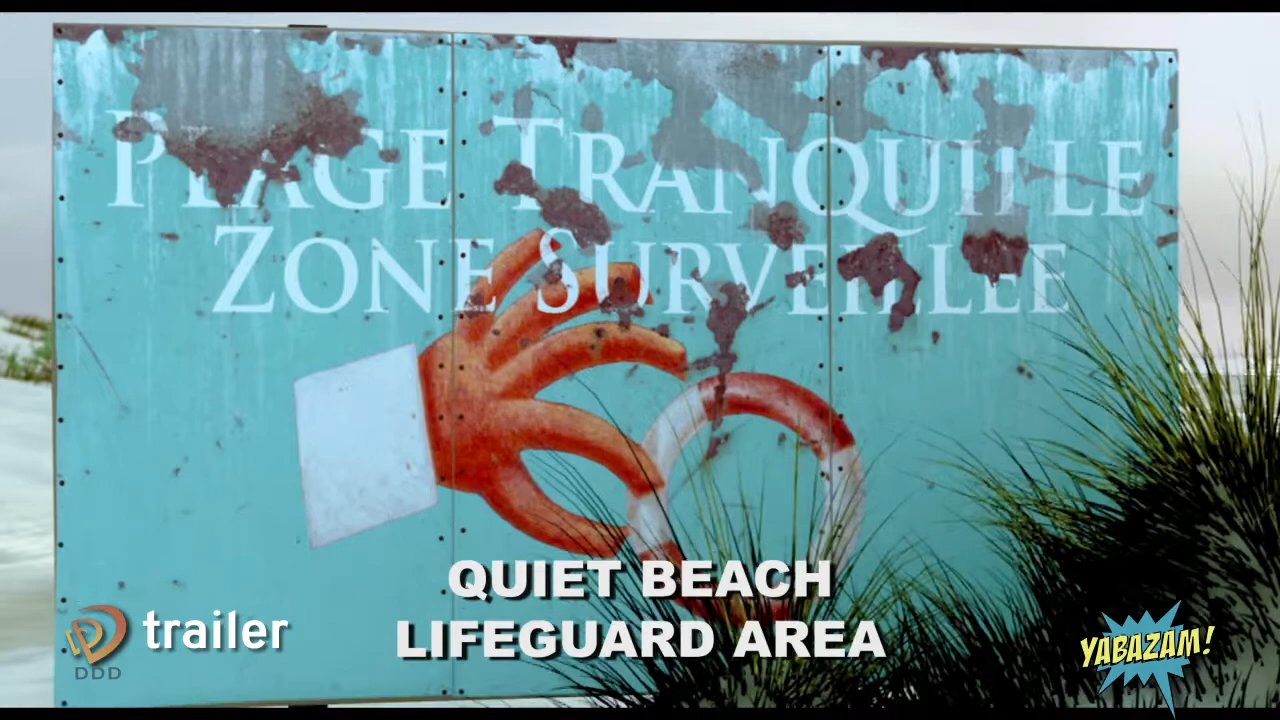 PLAGE TRANQUILLE
ZONE SURVEILLEE
QUIET BEACH
LIFEGUARD AREA
trailer
DDD
YABAZAM!